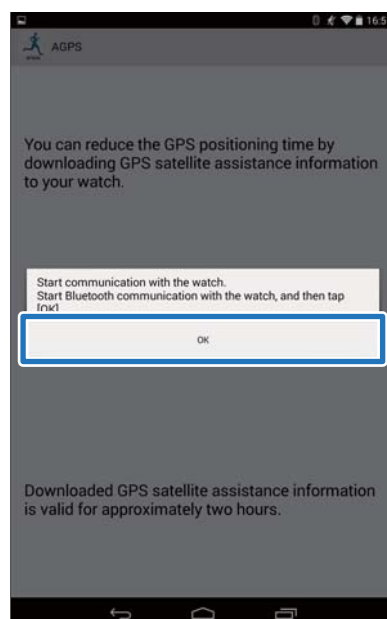 16:5
AGPS
You can reduce the GPS positioning time by
downloading GPS satellite assistance information
to your watch.
Start communication with the watch.
Start Bluetooth communication with the watch, and then tap
[OK]
OK
Downloaded GPS satellite assistance information
is valid for approximately two hours.